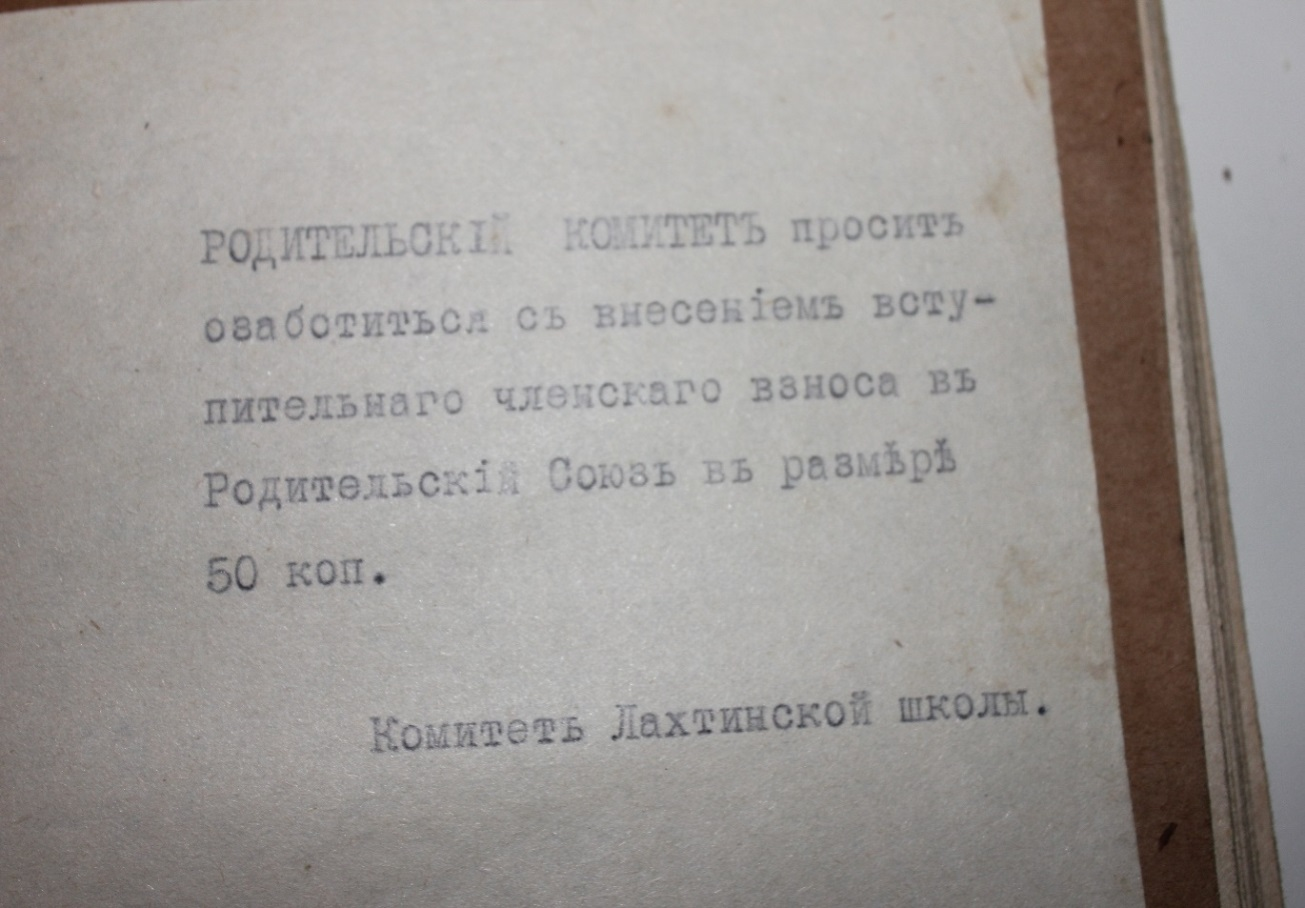 РОДИТЕЛЬСКІЙ КОМИТЕТЪ проситъ
озаботиться съ внесеніемъ всту-
пительнаго членскаго взноса въ
Родительскій Союзъ въ размѣрѣ
50 коп.
Комитетъ Лахтинской школы.